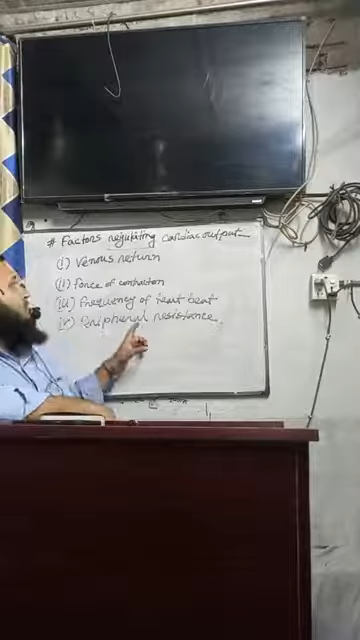 # Factors regulating Cardiac output
(i) Venous return
(ii) Force of contraction
(iii) Frequency of heart beat
(iv) Peripheral resistance.